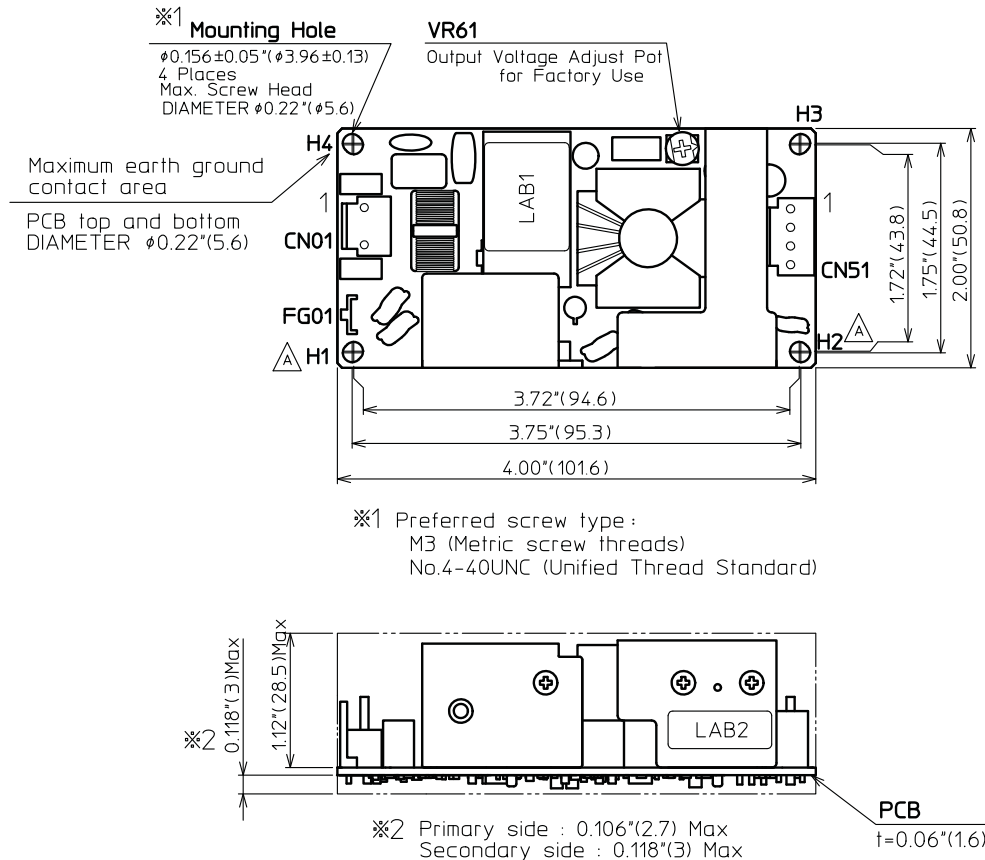 ※1 Mounting Hole
φ0.156±0.05"(φ3.96±0.13)
4 Places
Max. Screw Head
DIAMETER φ0.22"(φ5.6)
VR61
Output Voltage Adjust Pot
for Factory Use
H3
H4
Maximum earth ground
contact area
PCB top and bottom
DIAMETER φ0.22"(5.6)
LAB1
1
1
CN01
CN51
FG01
A H1
H2 A
1.72"(43.8)
1.75"(44.5)
2.00"(50.8)
3.72"(94.6)
3.75"(95.3)
4.00"(101.6)
※1 Preferred screw type :
M3 (Metric screw threads)
No.4-40UNC (Unified Thread Standard)
※2
0.118"(3)Max
1.12"(28.5)Max
LAB2
PCB
t=0.06"(1.6)
※2 Primary side : 0.106"(2.7) Max
Secondary side : 0.118"(3) Max